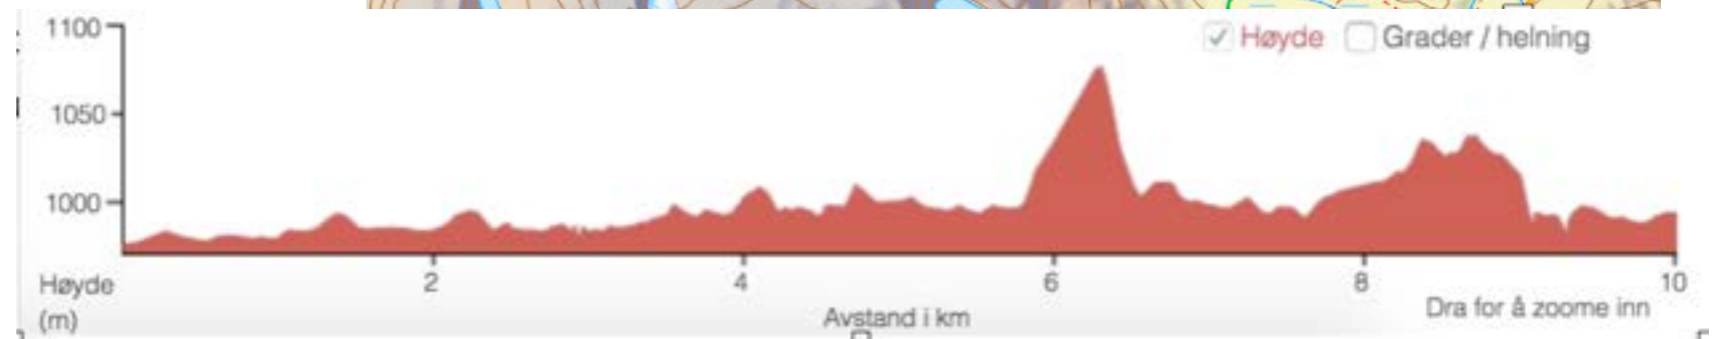 1100
Høyde Grader / helning
1050
1000
Høyde
(m)
2 4 6 8 10
Avstand i km
Dra for å zoome inn